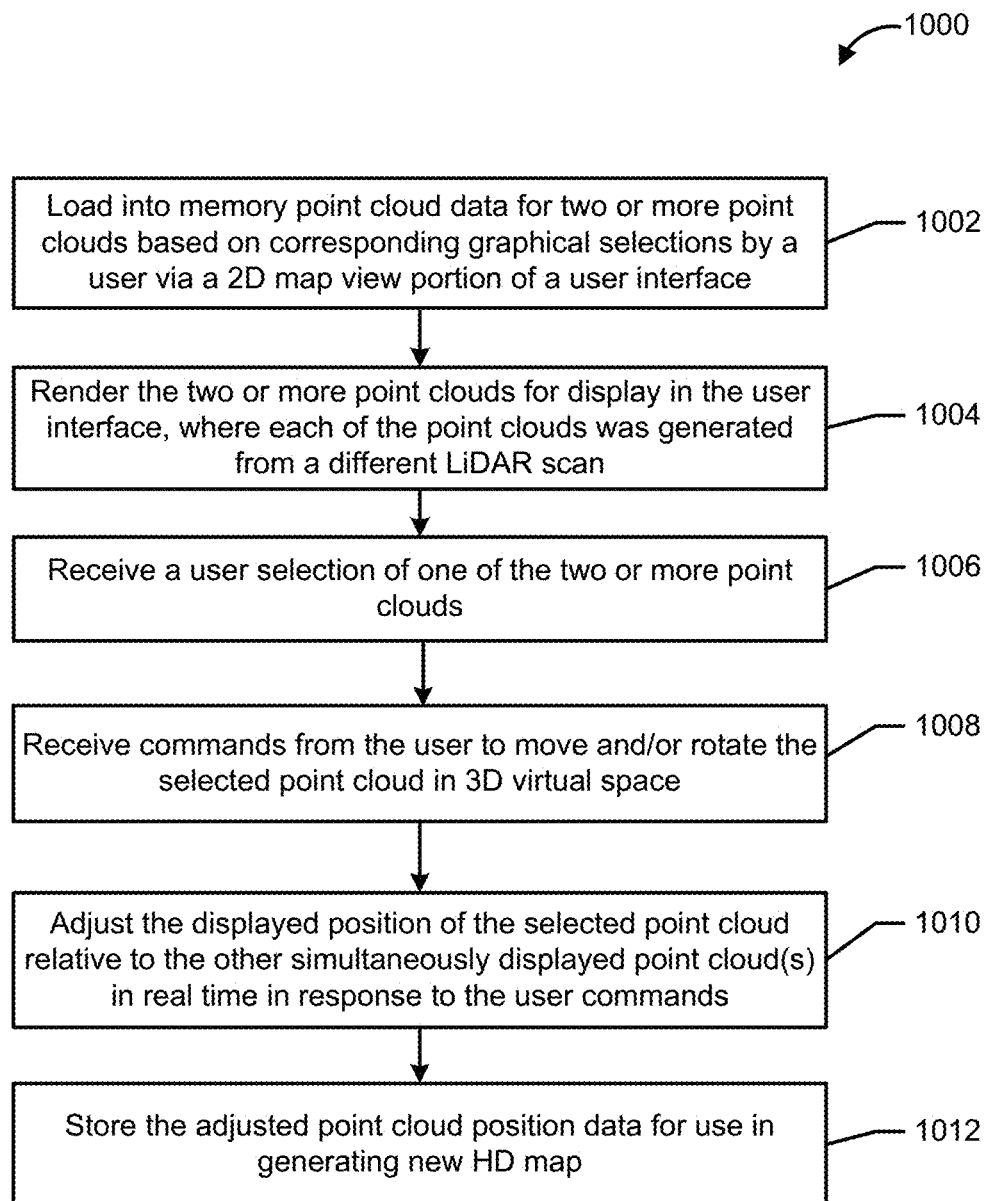 1000
Load into memory point cloud data for two or more point
clouds based on corresponding graphical selections by a
user via a 2D map view portion of a user interface
1002
Render the two or more point clouds for display in the user
interface, where each of the point clouds was generated
from a different LiDAR scan
1004
Receive a user selection of one of the two or more point
clouds
1006
Receive commands from the user to move and/or rotate the
selected point cloud in 3D virtual space
1008
Adjust the displayed position of the selected point cloud
relative to the other simultaneously displayed point cloud(s)
in real time in response to the user commands
1010
Store the adjusted point cloud position data for use in
generating new HD map
1012